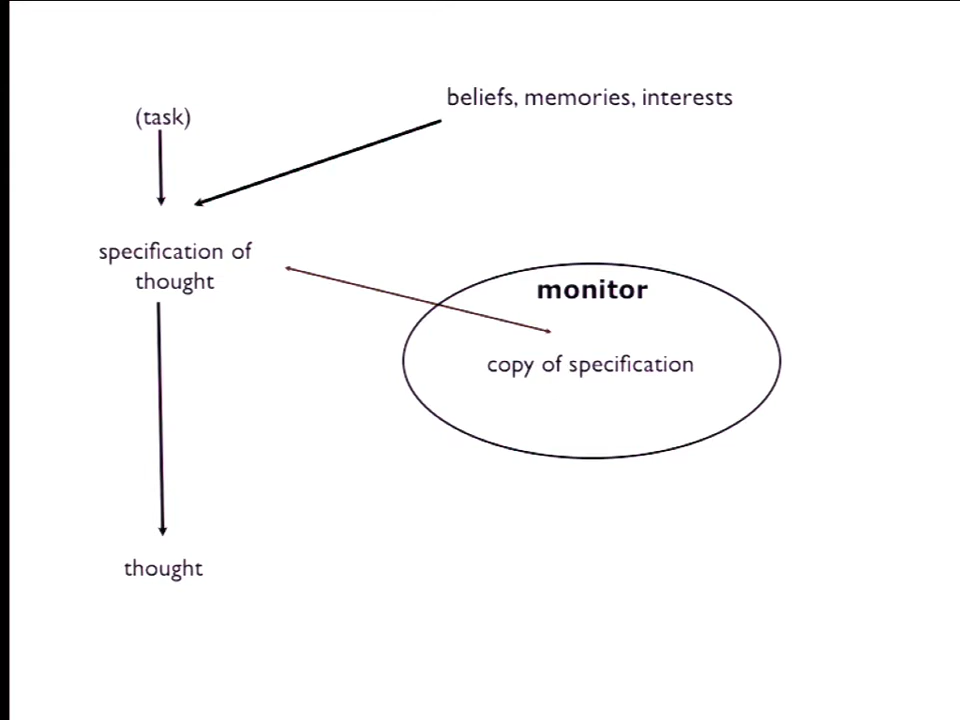 beliefs, memories, interests
(task)
specification of
thought
monitor
copy of specification
thought